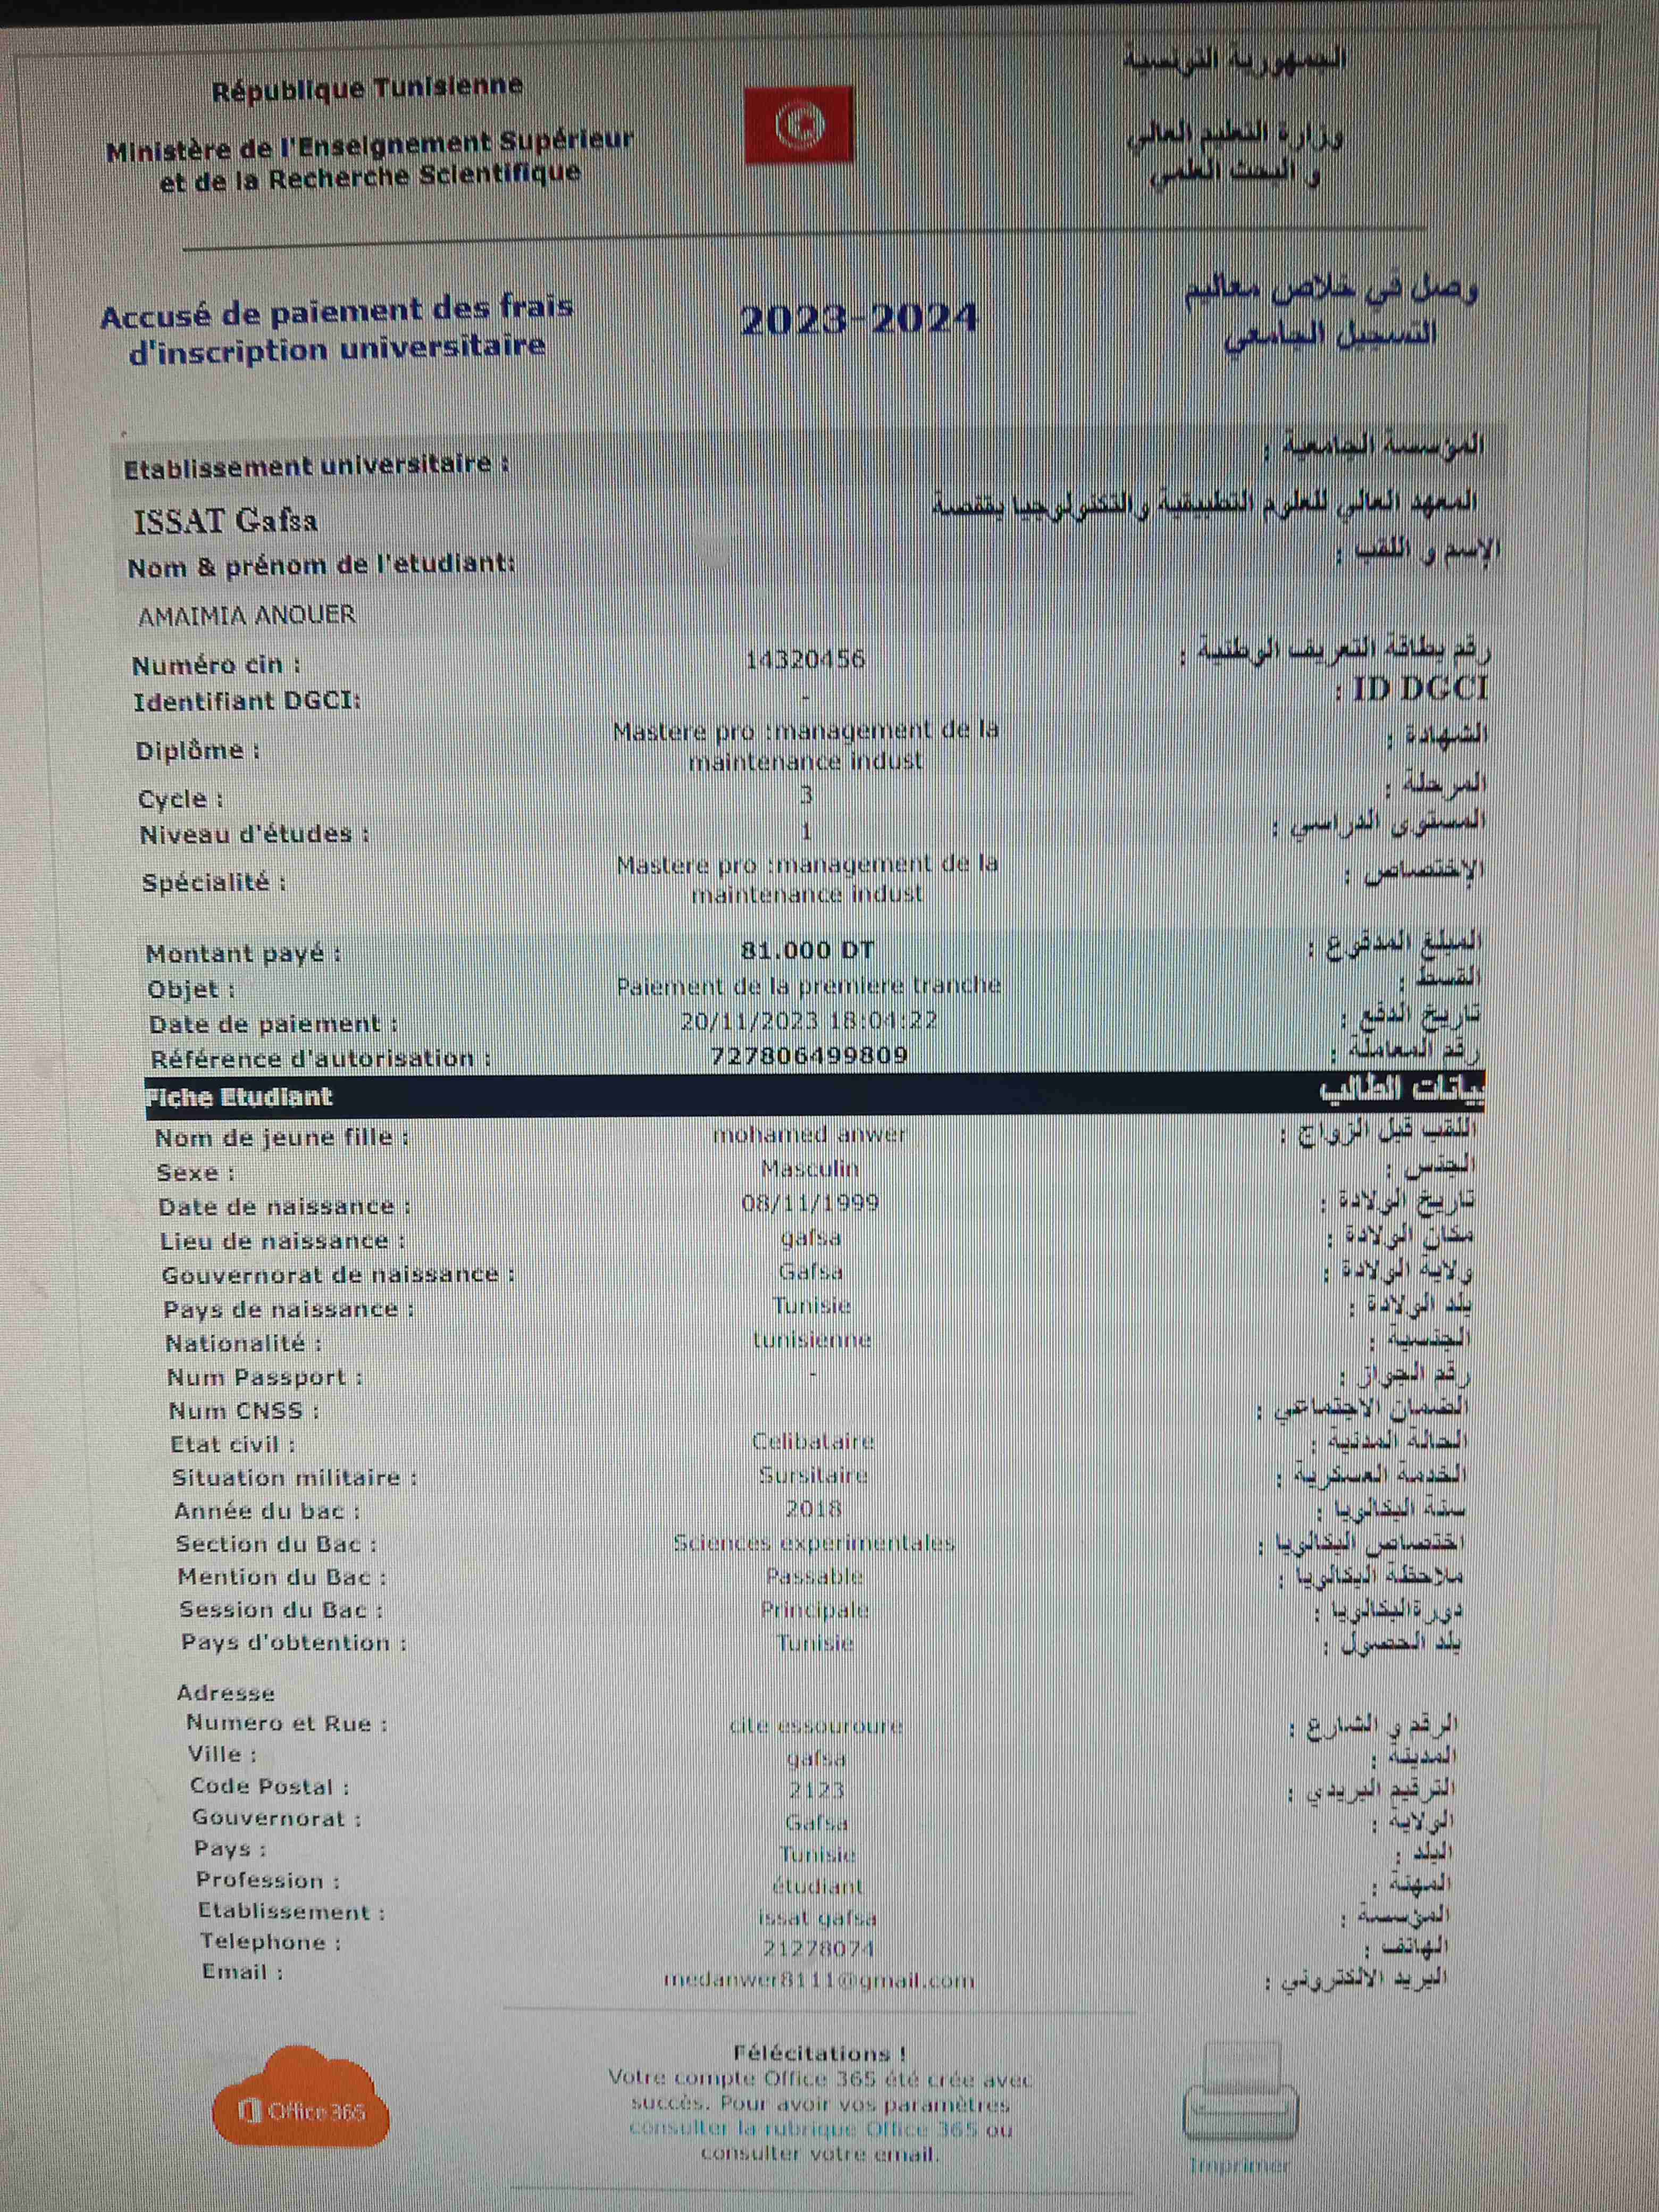 République Tunisienne
الجمهورية التونسية
Ministère de l'Enseignement Supérieur
et de la Recherche Scientifique
وزارة التعليم العالي
و البحث العلمي
Accusé de paiement des frais
d'inscription universitaire
2023-2024
وصل في خلاص معاليم
التسجيل الجامعي
Etablissement universitaire : المؤسسة الجامعية :
ISSAT Gafsa المعهد العالي للعلوم التطبيقية والتكنولوجيا بقفصة
Nom & prénom de l'etudiant: الإسم و اللقب :
AMAIMIA ANOUER
Numéro cin : 14320456 رقم بطاقة التعريف الوطنية :
Identifiant DGCI: - ID DGCI :
Diplôme : Mastere pro :management de la الشهادة :
maintenance indust
Cycle : 3 المرحلة :
Niveau d'études : 1 المستوى الدراسي :
Spécialité : Mastere pro :management de la الإختصاص :
maintenance indust
Montant payé : 81.000 DT المبلغ المدفوع :
Objet : Paiement de la premiere tranche القسط :
Date de paiement : 20/11/2023 18:04:22 تاريخ الدفع :
Référence d'autorisation : 727806499809 رقم المعاملة :
Fiche Etudiant بيانات الطالب
Nom de jeune fille : mohamed anwer اللقب قبل الزواج :
Sexe : Masculin الجنس :
Date de naissance : 08/11/1999 تاريخ الولادة :
Lieu de naissance : gafsa مكان الولادة :
Gouvernorat de naissance : Gafsa ولاية الولادة :
Pays de naissance : Tunisie بلد الولادة :
Nationalité : tunisienne الجنسية :
Num Passport : - رقم الجواز :
Num CNSS : الضمان الاجتماعي :
Etat civil : Celibataire الحالة المدنية :
Situation militaire : Sursitaire الخدمة العسكرية :
Année du bac : 2018 سنة البكالوريا :
Section du Bac : Sciences experimentales اختصاص البكالوريا :
Mention du Bac : Passable ملاحظة البكالوريا :
Session du Bac : Principale دورةالبكالوريا :
Pays d'obtention : Tunisie بلد الحصول :
Adresse
Numero et Rue : cite essouroure الرقم و الشارع :
Ville : gafsa المدينة :
Code Postal : 2123 الترقيم البريدي :
Gouvernorat : Gafsa الولاية :
Pays : Tunisie البلد :
Profession : étudiant المهنة :
Etablissement : issat gafsa المؤسسة :
Telephone : 21278074 الهاتف :
Email : medanwer8111@gmail.com البريد الالكتروني :
Félécitations !
Votre compte Office 365 été crée avec
succès. Pour avoir vos paramètres
consulter la rubrique Office 365 ou
consulter votre email.
Office 365
Imprimer